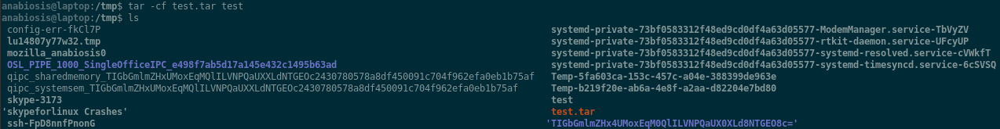 anabiosis@laptop:/tmp$ tar -cf test.tar test
anabiosis@laptop:/tmp$ ls
config-err-fkCl7P systemd-private-73bf0583312f48ed9cd0df4a63d05577-ModemManager.service-TbVyZV
lu14807y77w32.tmp systemd-private-73bf0583312f48ed9cd0df4a63d05577-rtkit-daemon.service-UFcyUP
mozilla_anabiosis0 systemd-private-73bf0583312f48ed9cd0df4a63d05577-systemd-resolved.service-cVWkfT
OSL_PIPE_1000_SingleOfficeIPC_e498f7ab5d17a145e432c1495b63ad systemd-private-73bf0583312f48ed9cd0df4a63d05577-systemd-timesyncd.service-6cSVSQ
qipc_sharedmemory_TIGbGmlmZHxUMoxEqMQlILVNPQaUXXLdNTGEOc2430780578a8df450091c704f962efa0eb1b75af Temp-5fa603ca-153c-457c-a04e-388399de963e
qipc_systemsem_TIGbGmlmZHxUMoxEqMQlILVNPQaUXXLdNTGEOc2430780578a8df450091c704f962efa0eb1b75af Temp-b219f20e-ab6a-4e8f-a2aa-d82204e7bd80
skype-3173 test
'skypeforlinux Crashes' test.tar
ssh-FpD8nnfPnonG 'TIGbGmlmZHx4UMoxEqM0QlILVNPQaUX0XLd8NTGEO8c='